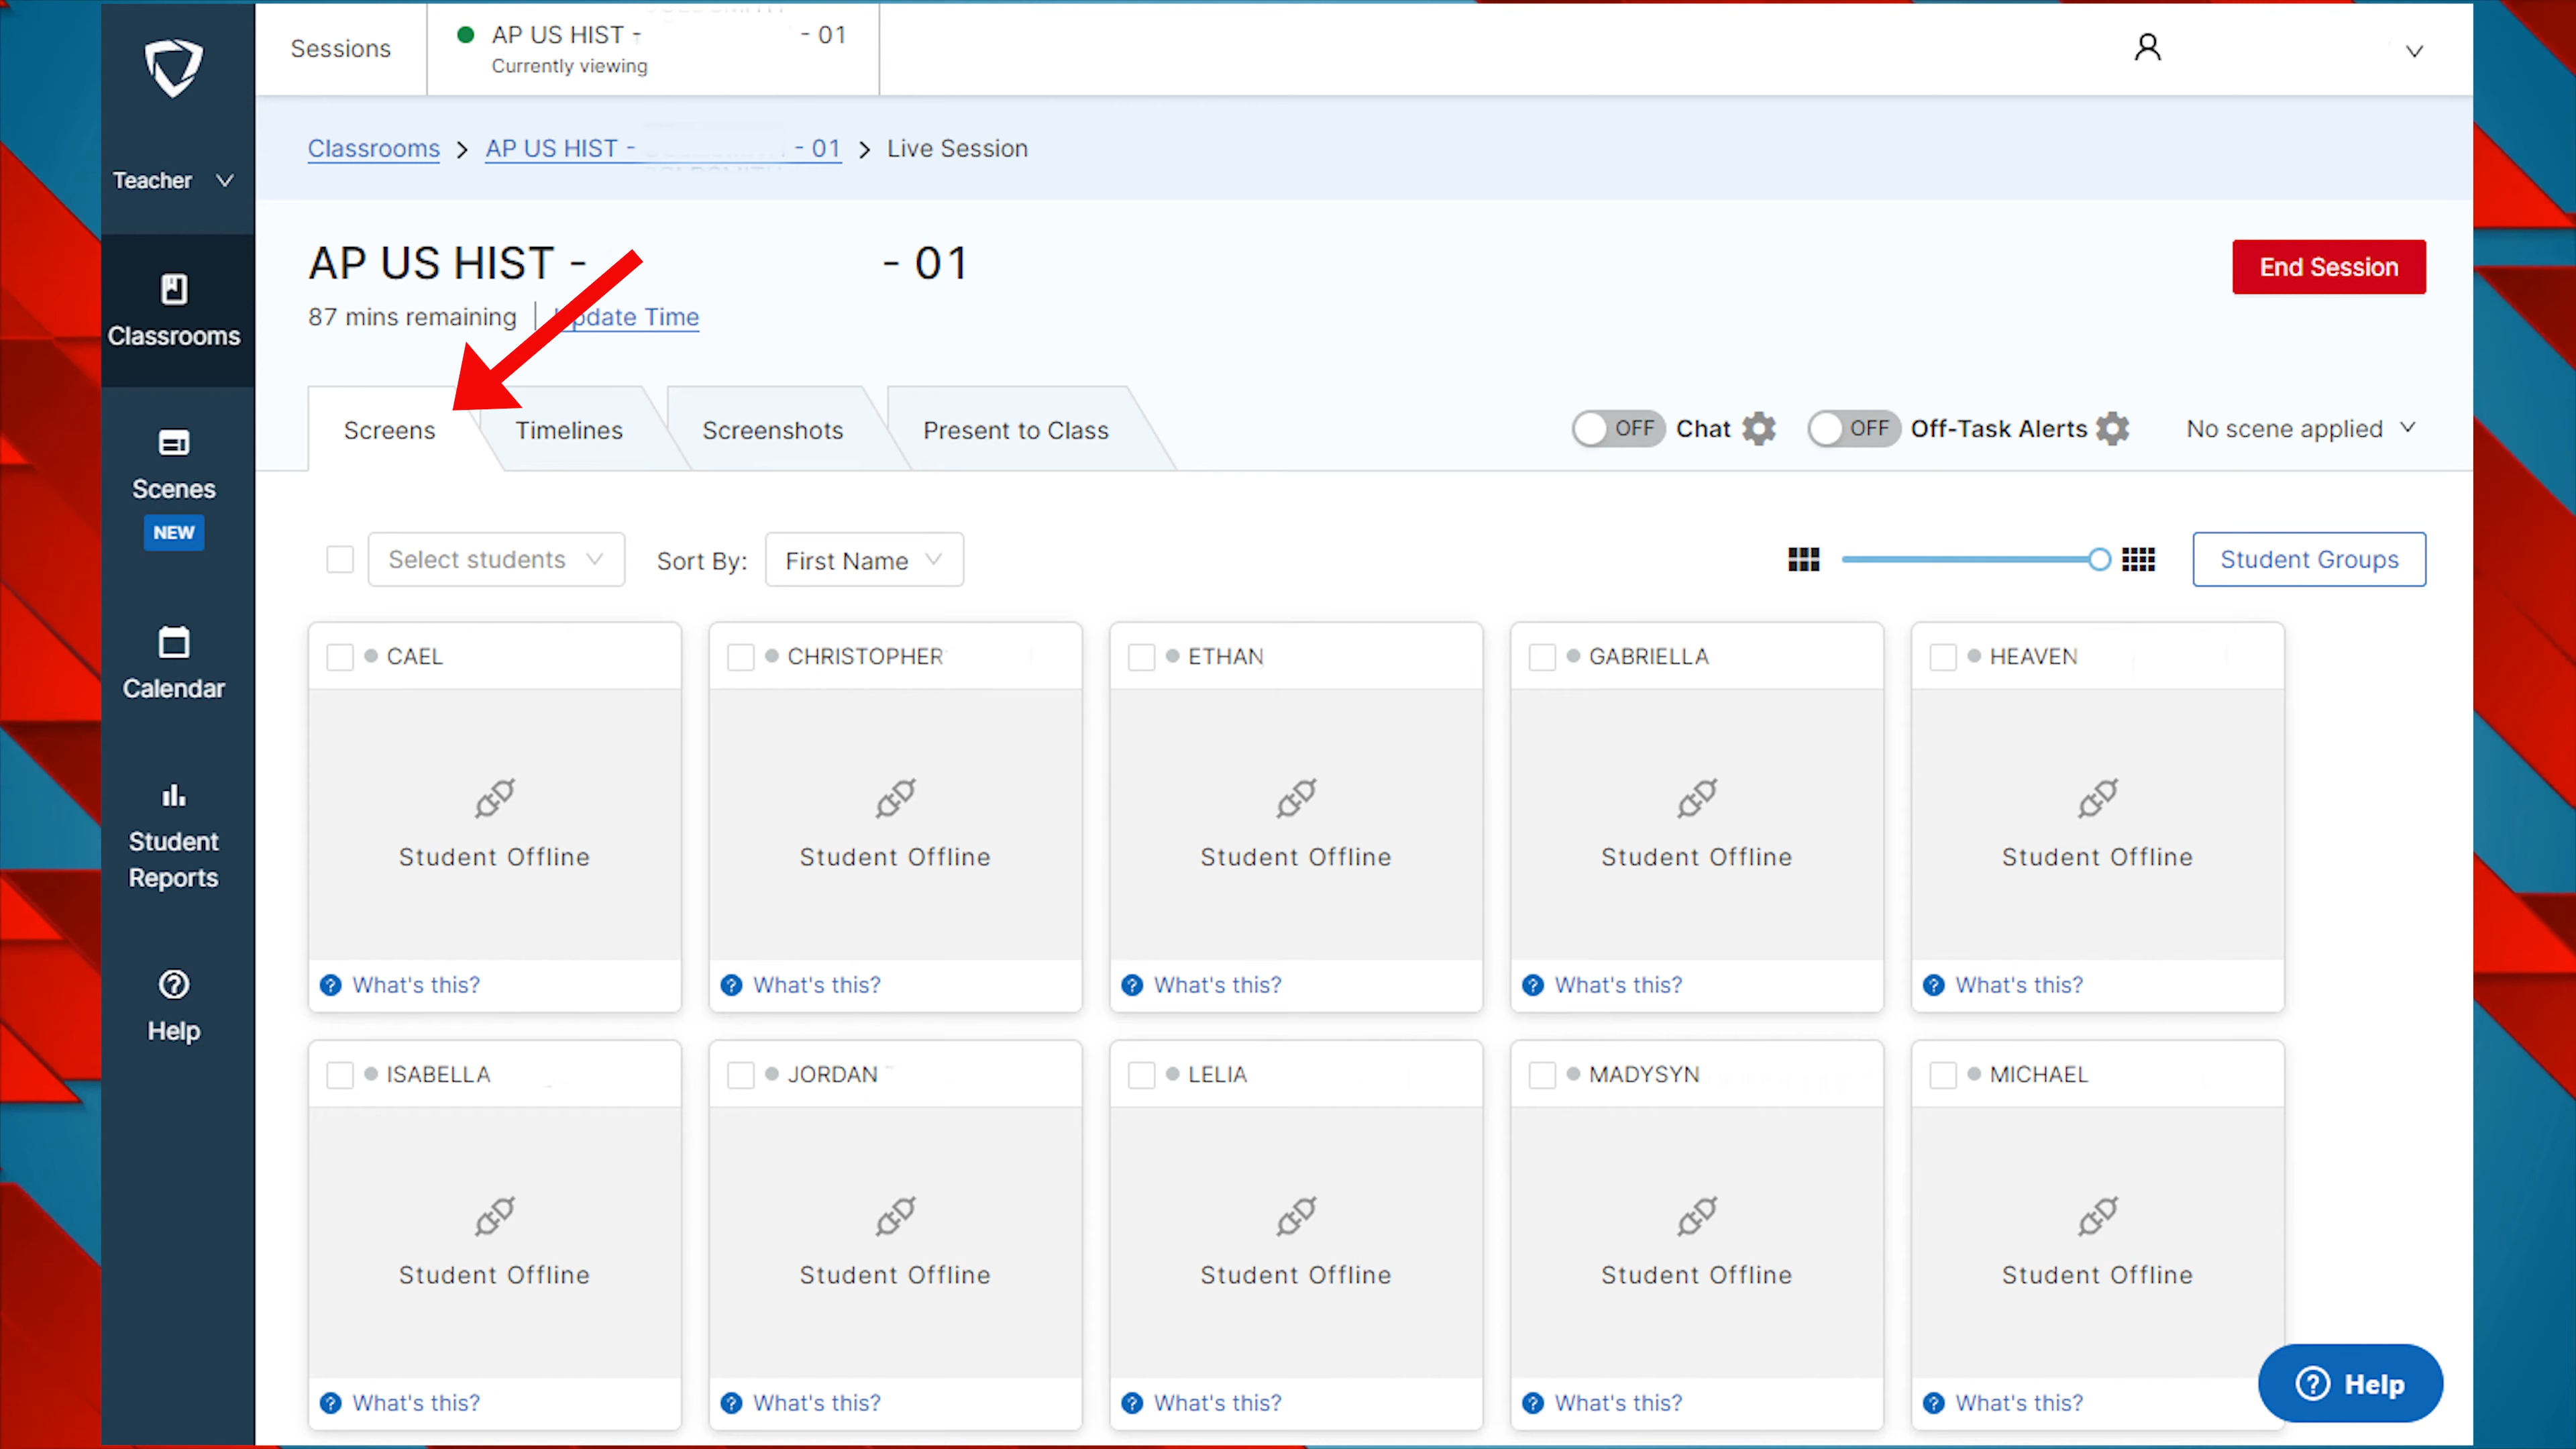 Sessions
AP US HIST - - 01
Currently viewing
Teacher
Classrooms
Scenes
NEW
Calendar
Student
Reports
Help
Classrooms > AP US HIST - - 01 > Live Session
AP US HIST - - 01
End Session
87 mins remaining | Update Time
Screens
Timelines
Screenshots
Present to Class
OFF Chat
OFF Off-Task Alerts
No scene applied
Select students
Sort By: First Name
Student Groups
CAEL
CHRISTOPHER
ETHAN
GABRIELLA
HEAVEN
Student Offline
Student Offline
Student Offline
Student Offline
Student Offline
? What's this?
? What's this?
? What's this?
? What's this?
? What's this?
ISABELLA
JORDAN
LELIA
MADYSYN
MICHAEL
Student Offline
Student Offline
Student Offline
Student Offline
Student Offline
? What's this?
? What's this?
? What's this?
? What's this?
? What's this?
? Help